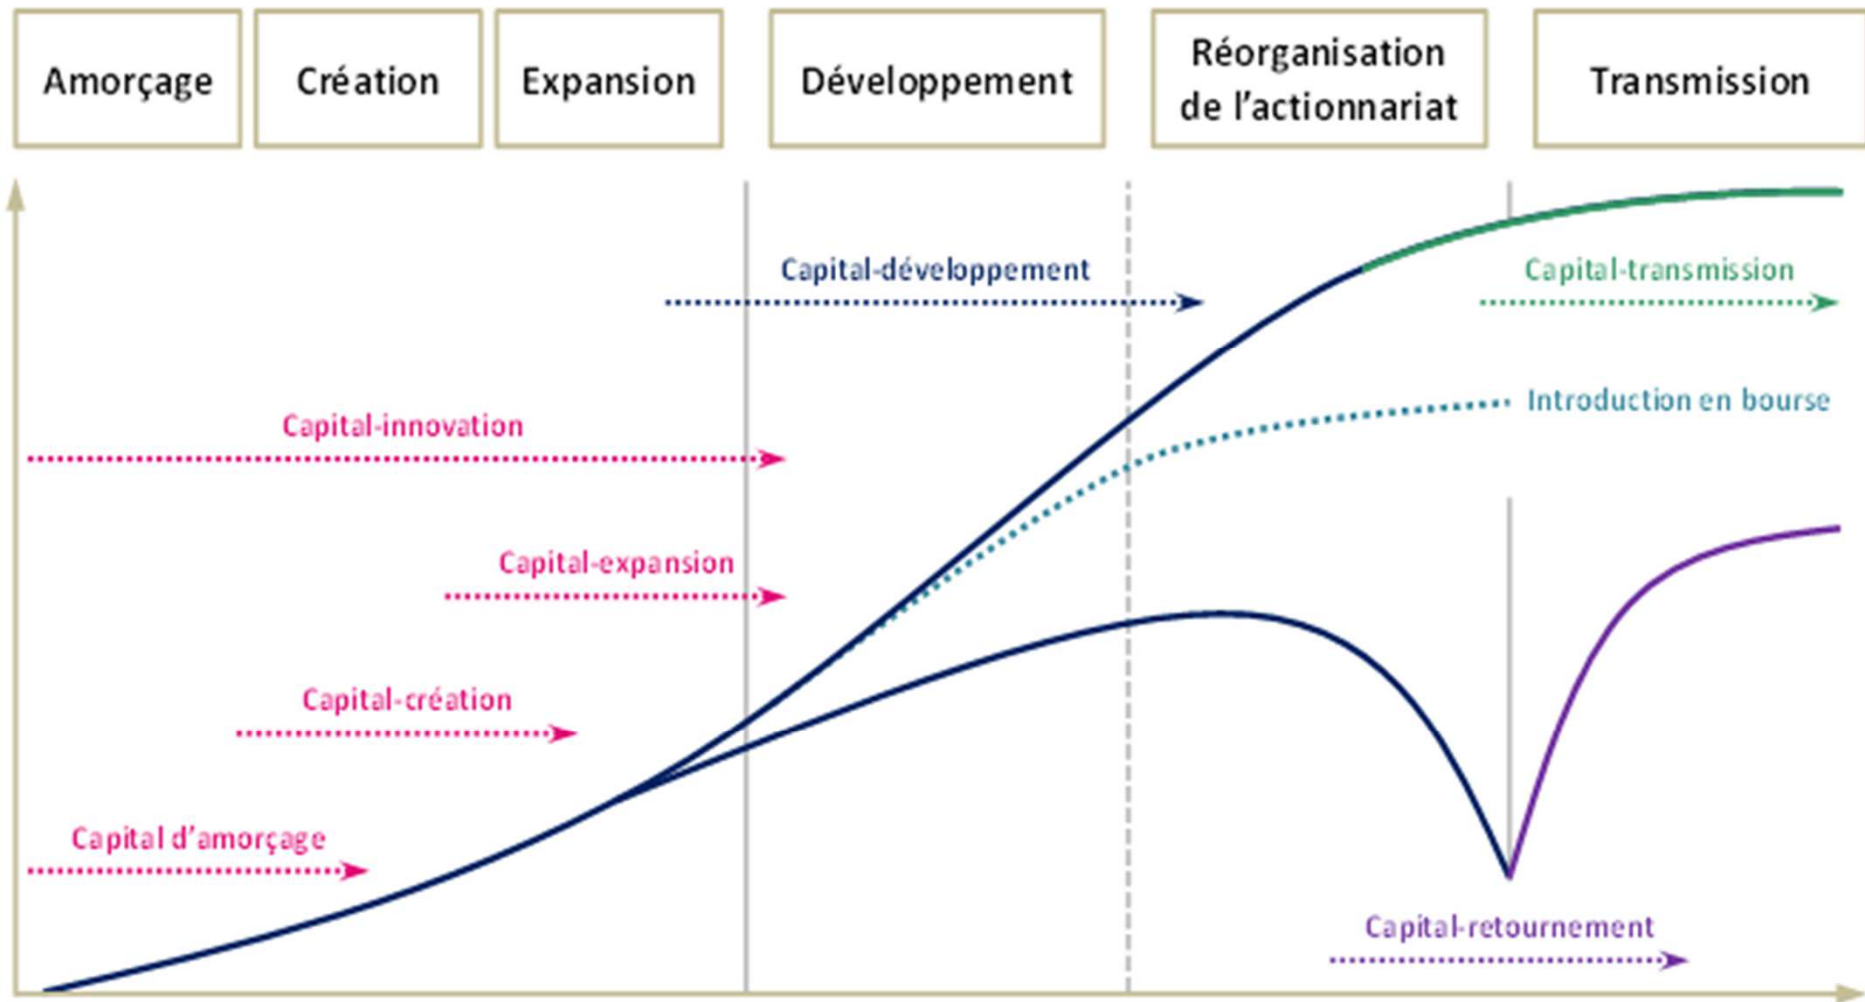 Amorçage
Création
Expansion
Développement
Réorganisation
de l'actionnariat
Transmission
Capital-développement
Capital-transmission
Introduction en bourse
Capital-innovation
Capital-expansion
Capital-création
Capital d'amorçage
Capital-retournement